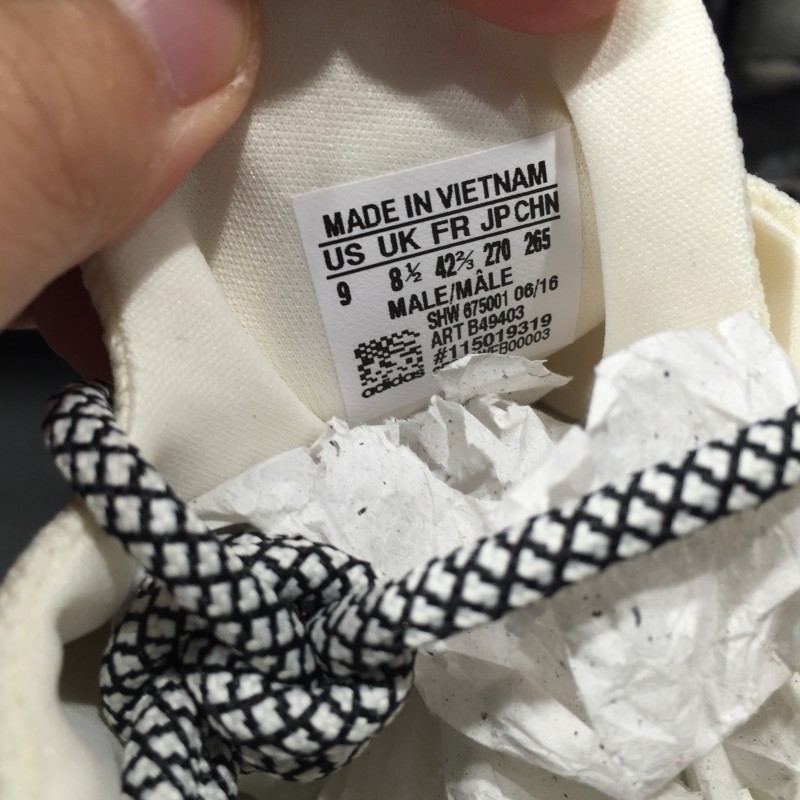 MADE IN VIETNAM
US UK FR JP CHN
9 8½ 42⅔ 270 265
MALE/MÂLE
SHW 675001 06/16
ART B49403
#115019319
adidas